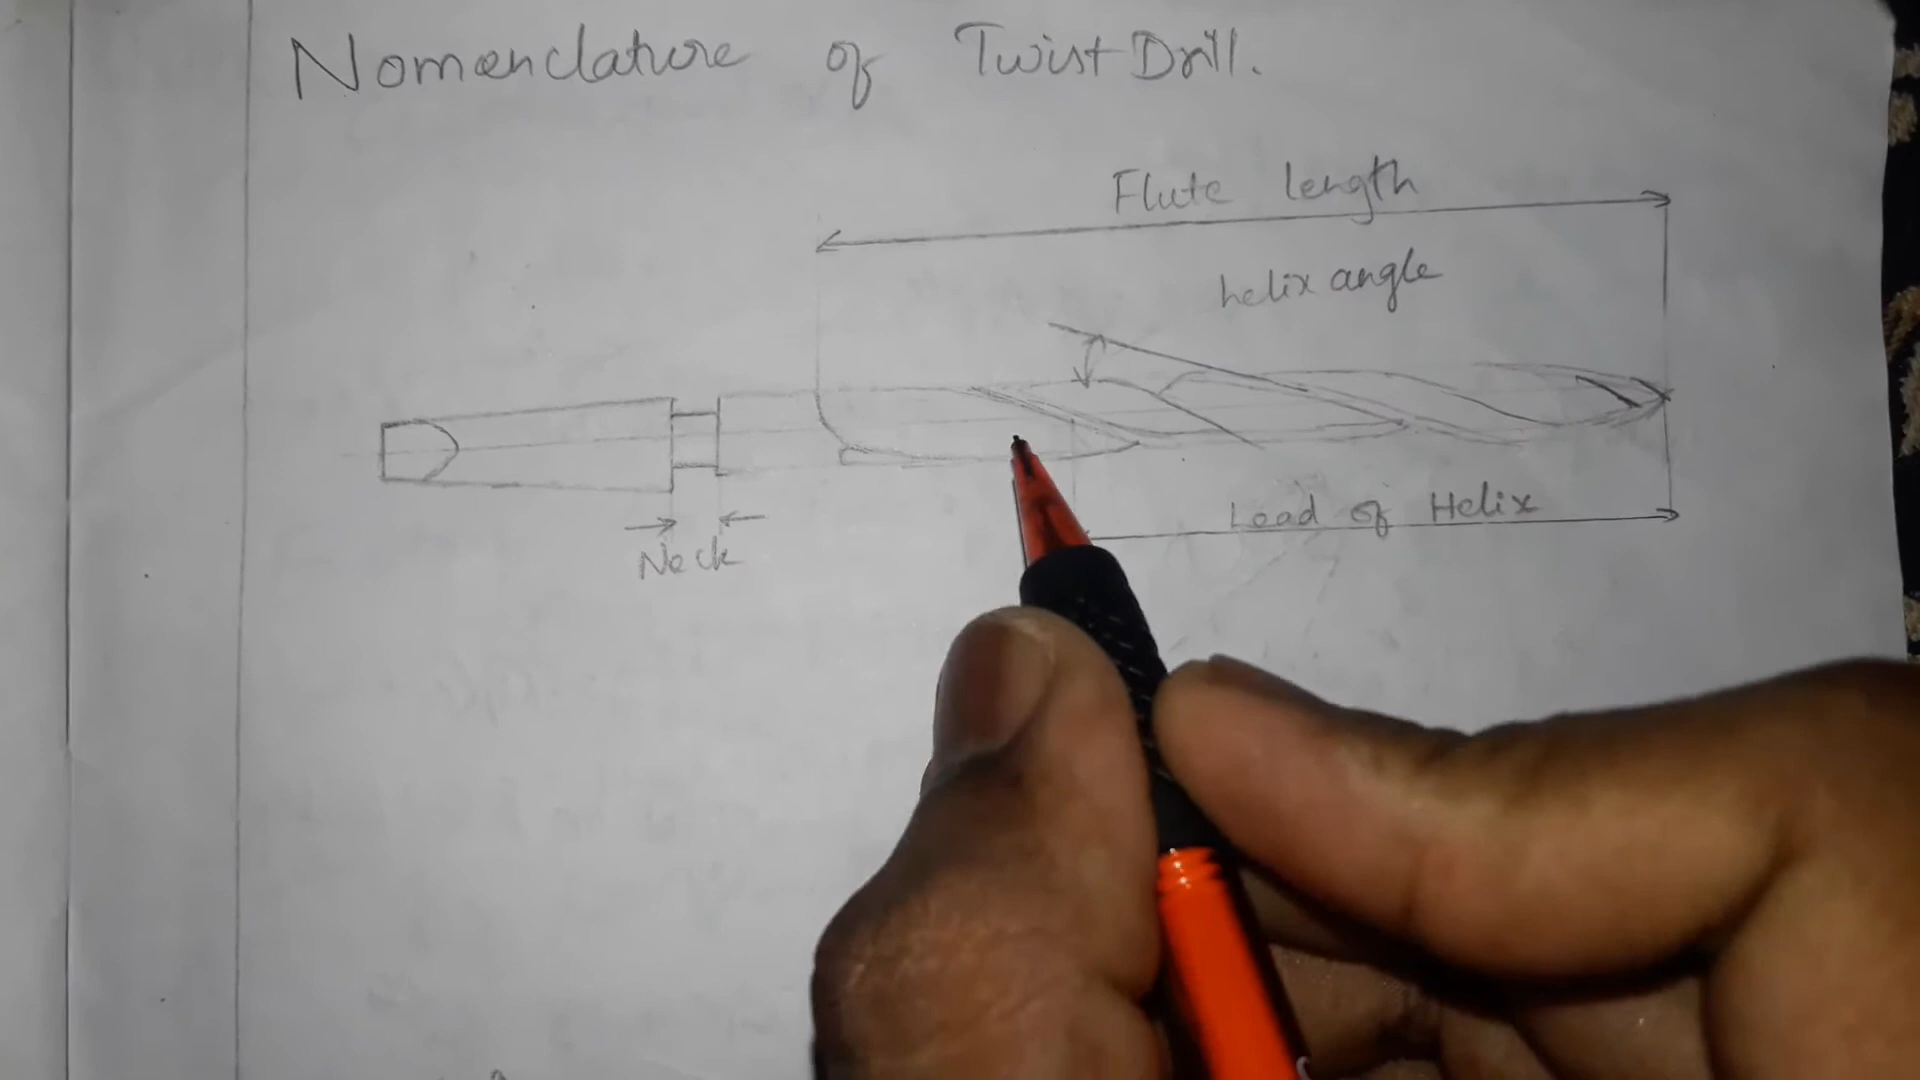 Nomenclature of Twist Drill.
Flute length
helix angle
Lead of Helix
Neck